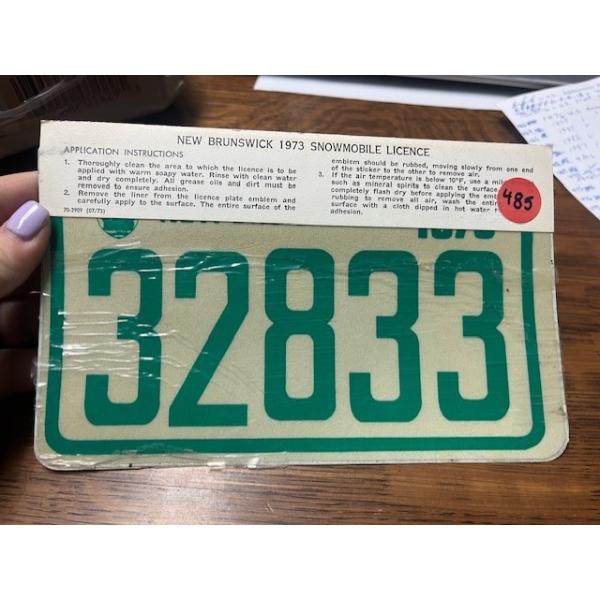 NEW BRUNSWICK 1973 SNOWMOBILE LICENCE
APPLICATION INSTRUCTIONS
1. Thoroughly clean the area to which the licence is to be
applied with warm soapy water. Rinse with clean water
and dry completely. All grease oils and dirt must be
removed to ensure adhesion.
2. Remove the liner from the licence plate emblem and
carefully apply to the surface. The entire surface of the
70-2909 (07/73)
emblem should be rubbed, moving slowly from one end
of the sticker to the other to remove air.
3. If the air temperature is below 10°F, use a
such as mineral spirits to clean the surface
completely flash dry before applying the
rubbing to remove all air, wash the
surface with a cloth dipped in hot water
adhesion.
485
32833